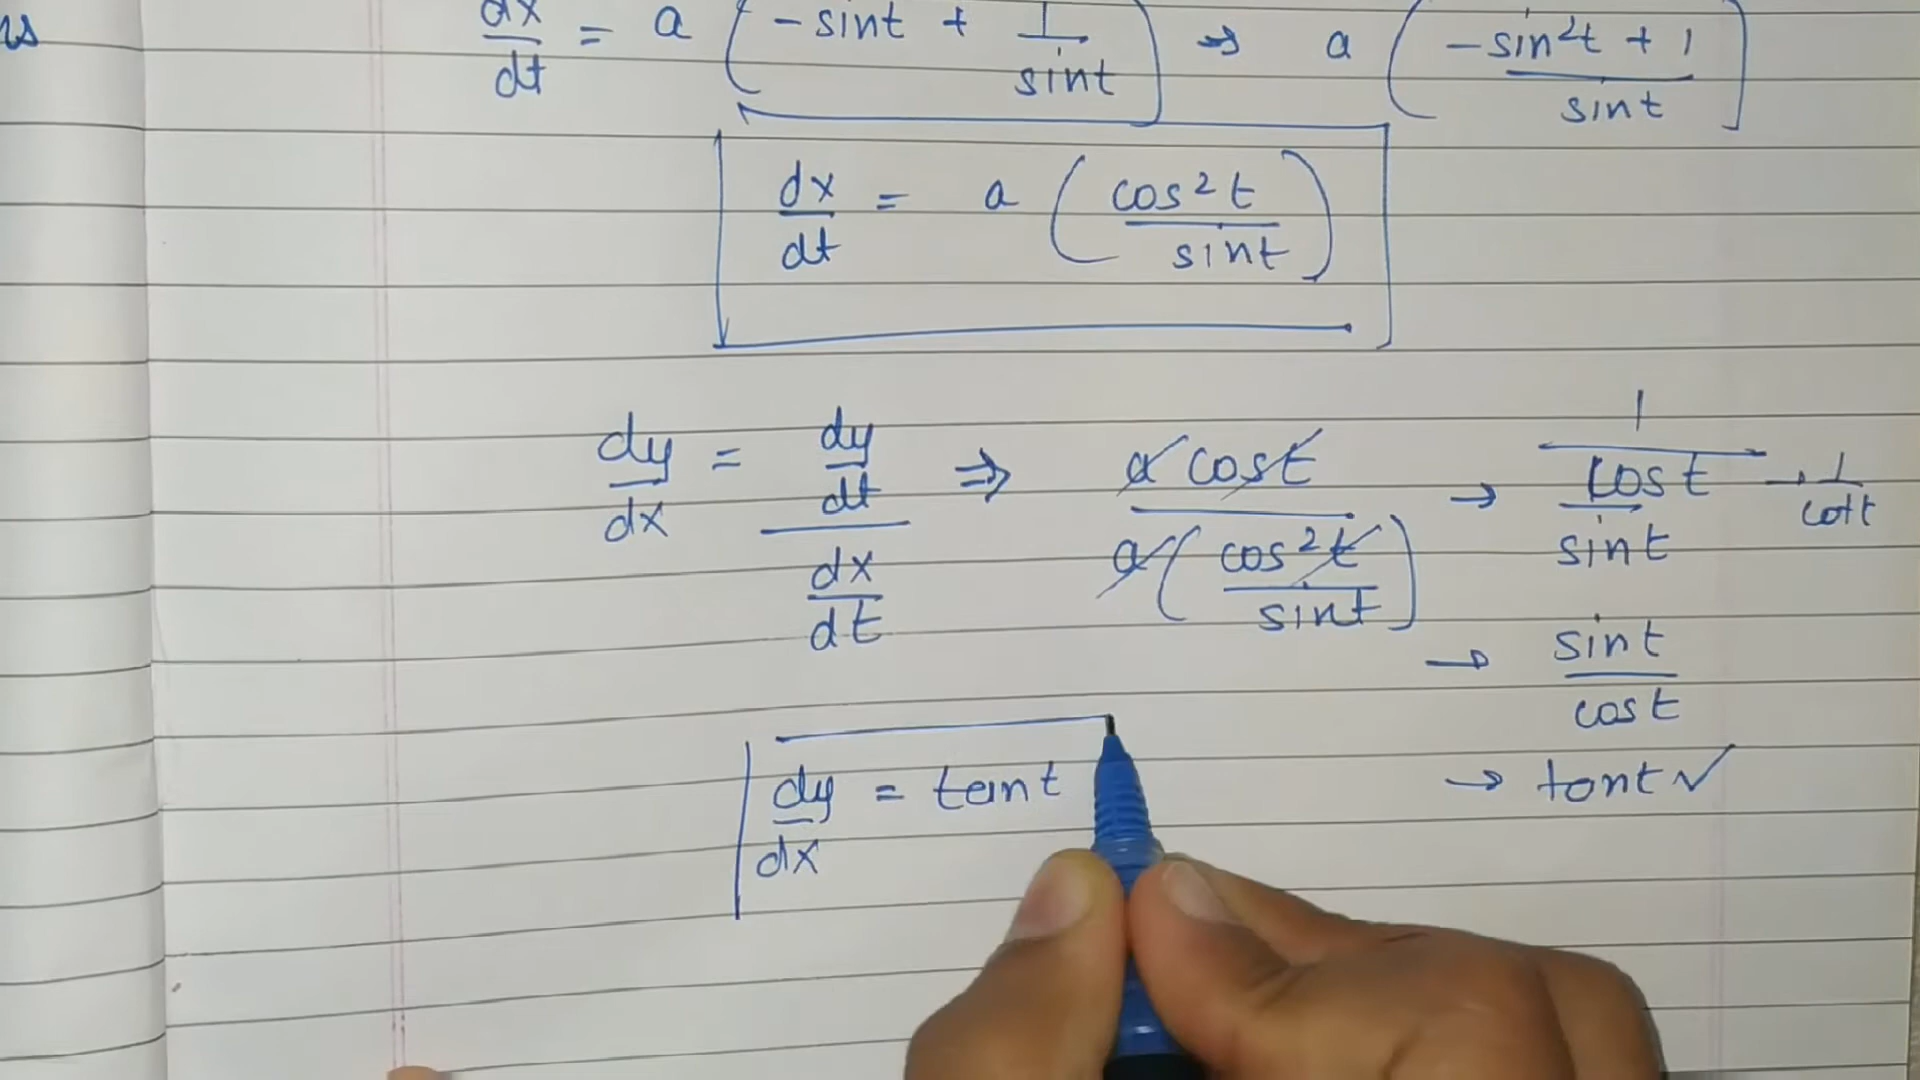 dx/dt = a (-sint + 1/sint) ⇒ a (-sin²t + 1 / sint)
dx/dt = a (cos²t / sint)
dy/dx = dy/dt / dx/dt ⇒ a cost / a (cos²t / sint) → 1 / (cost / sint) → 1/cott
→ sint / cost
dy/dx = tant → tant ✓